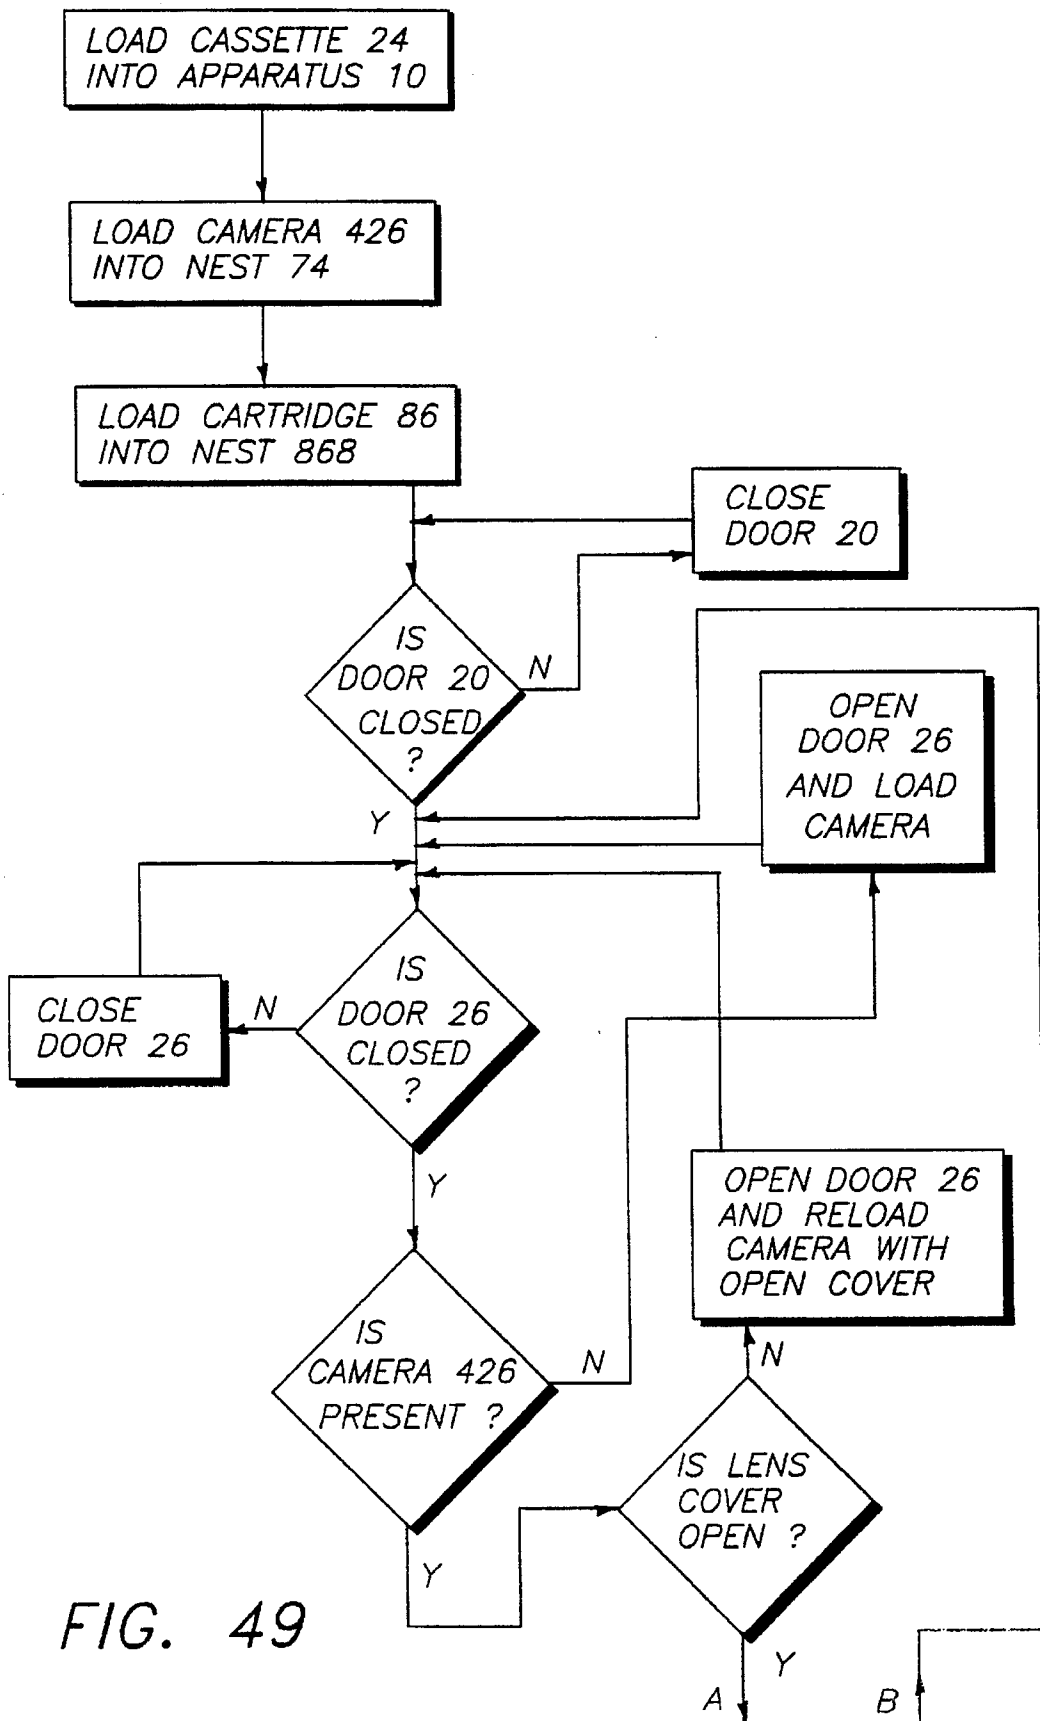 LOAD CASSETTE 24
INTO APPARATUS 10
LOAD CAMERA 426
INTO NEST 74
LOAD CARTRIDGE 86
INTO NEST 868
CLOSE
DOOR 20
IS
DOOR 20
CLOSED
?
N
Y
OPEN
DOOR 26
AND LOAD
CAMERA
IS
DOOR 26
CLOSED
?
N
CLOSE
DOOR 26
Y
OPEN DOOR 26
AND RELOAD
CAMERA WITH
OPEN COVER
IS
CAMERA 426
PRESENT ?
N
Y
N
IS LENS
COVER
OPEN ?
Y
A
B
FIG. 49